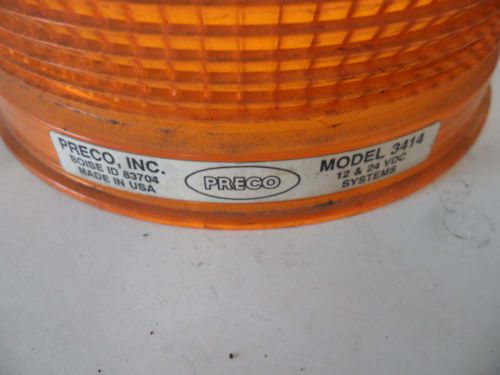 PRECO, INC.
BOISE ID 83704
MADE IN USA
PRECO
MODEL 3414
12 & 24 VDC
SYSTEMS